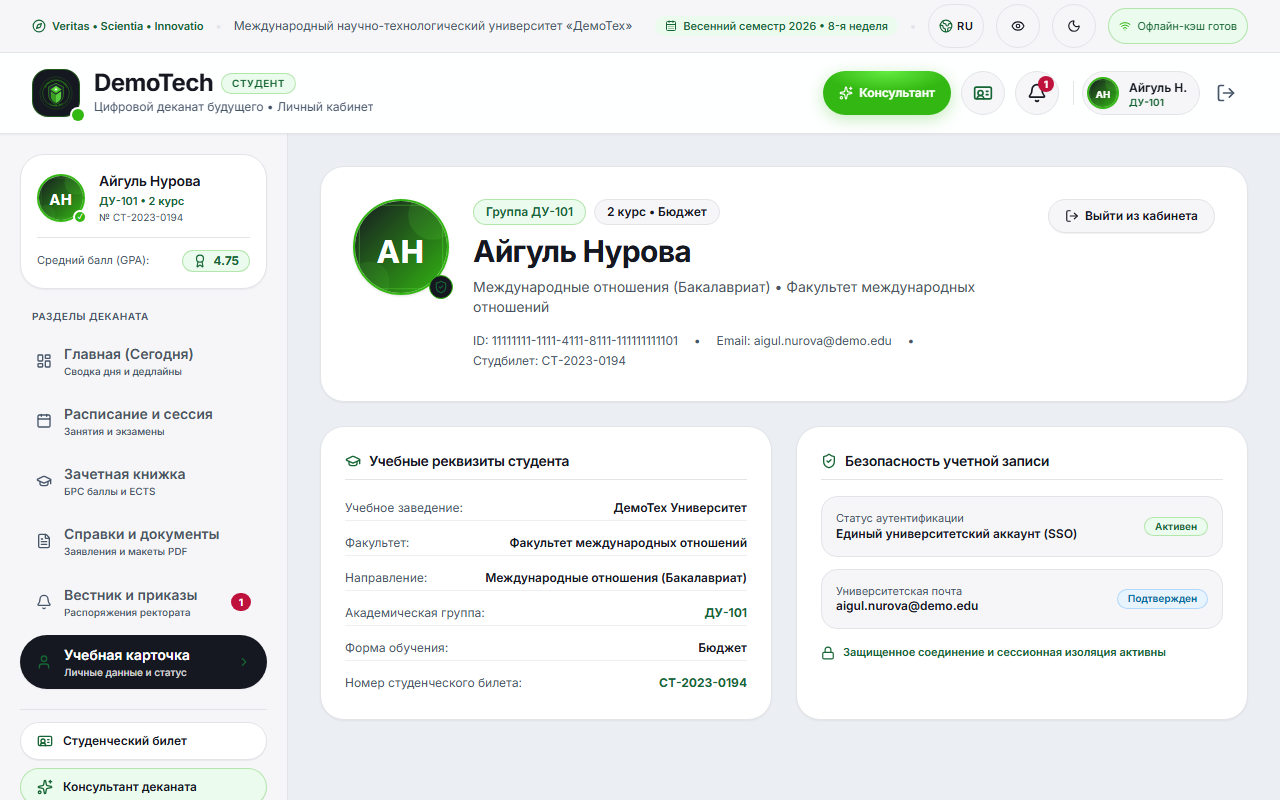 Veritas • Scientia • Innovatio • Международный научно-технологический университет «ДемоТех»
Весенний семестр 2026 • 8-я неделя •
RU
Офлайн-кэш готов
DemoTech
СТУДЕНТ
Цифровой деканат будущего • Личный кабинет
Консультант
1
АН
Айгуль Н.
ДУ-101
АН
Айгуль Нурова
ДУ-101 • 2 курс
№ СТ-2023-0194
Средний балл (GPA):
4.75
РАЗДЕЛЫ ДЕКАНАТА
Главная (Сегодня)
Сводка дня и дедлайны
Расписание и сессия
Занятия и экзамены
Зачетная книжка
БРС баллы и ECTS
Справки и документы
Заявления и макеты PDF
Вестник и приказы
Распоряжения ректората
1
Учебная карточка
Личные данные и статус
Студенческий билет
Консультант деканата
АН
Группа ДУ-101
2 курс • Бюджет
Айгуль Нурова
Международные отношения (Бакалавриат) • Факультет международных
отношений
ID: 11111111-1111-4111-8111-111111111101 • Email: aigul.nurova@demo.edu •
Студбилет: СТ-2023-0194
Выйти из кабинета
Учебные реквизиты студента
Учебное заведение: ДемоТех Университет
Факультет: Факультет международных отношений
Направление: Международные отношения (Бакалавриат)
Академическая группа: ДУ-101
Форма обучения: Бюджет
Номер студенческого билета: СТ-2023-0194
Безопасность учетной записи
Статус аутентификации
Единый университетский аккаунт (SSO)
Активен
Университетская почта
aigul.nurova@demo.edu
Подтвержден
Защищенное соединение и сессионная изоляция активны